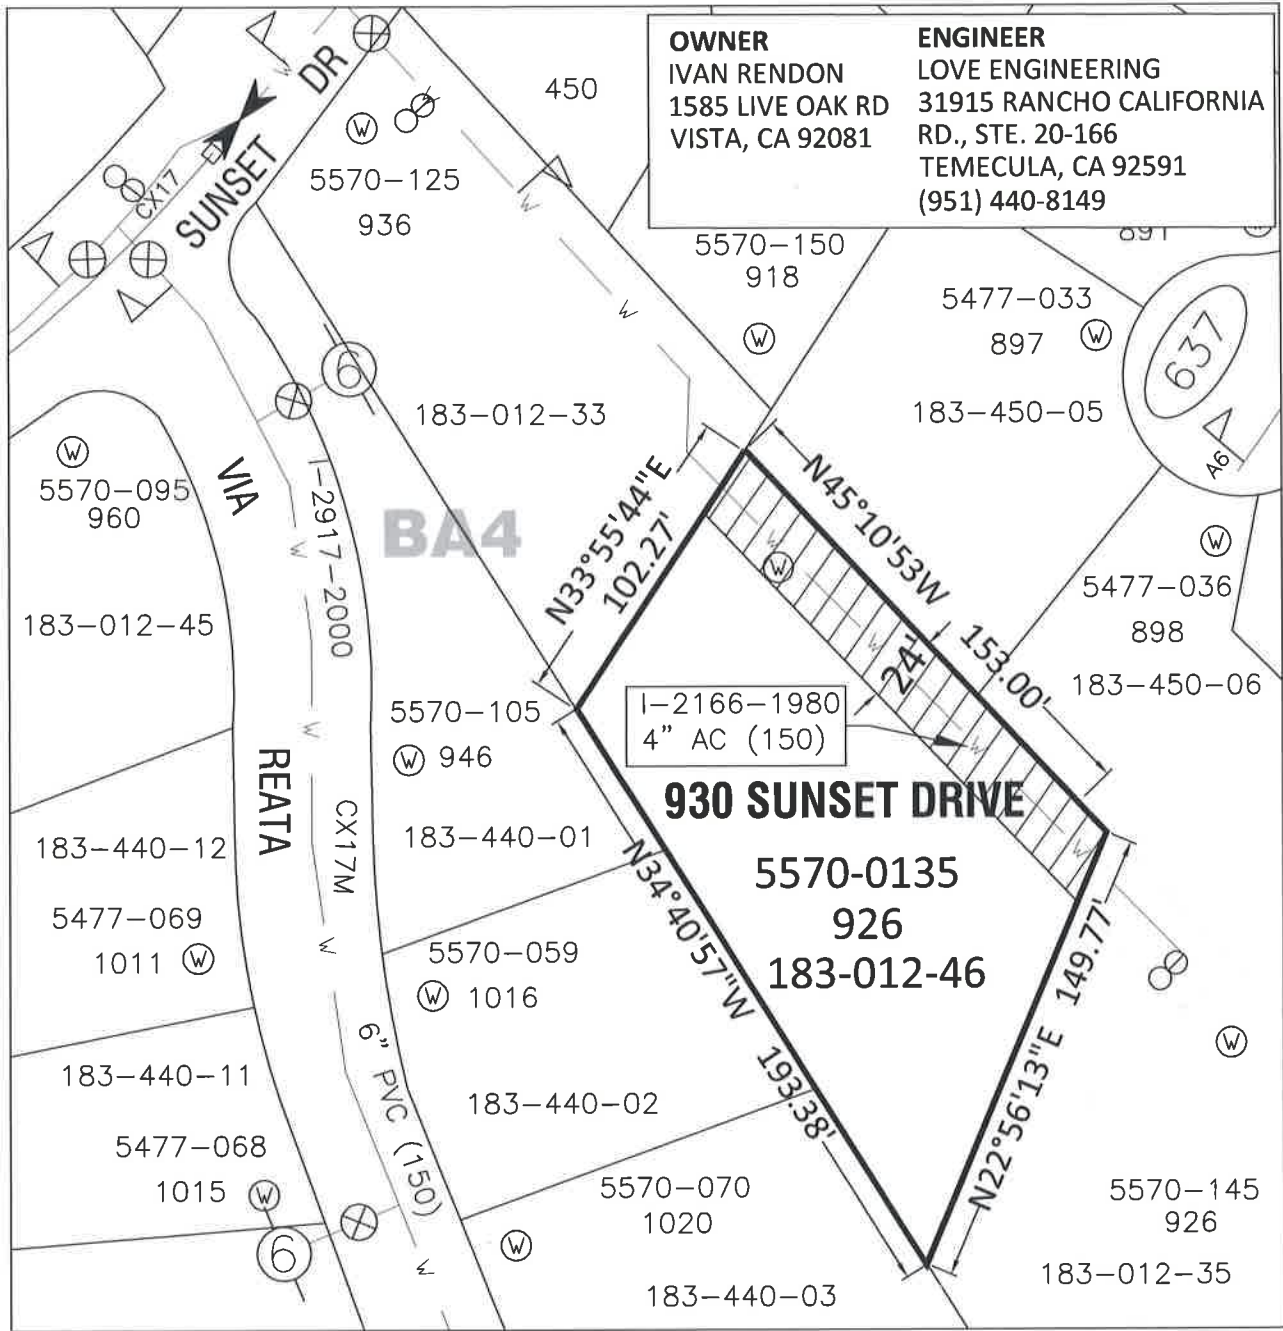 OWNER
IVAN RENDON
1585 LIVE OAK RD
VISTA, CA 92081
ENGINEER
LOVE ENGINEERING
31915 RANCHO CALIFORNIA
RD., STE. 20-166
TEMECULA, CA 92591
(951) 440-8149
SUNSET DR
CX17
W
450
W
5570-125
936
W
W
5570-150
918
W
891
5477-033
897
W
183-450-05
637
A6
6
183-012-33
W
5570-095
960
VIA
I-2917-2000
BA4
N33°55'44"E
102.27'
N45°10'53W
153.00'
W
W
W
W
24'
W
5477-036
898
183-450-06
183-012-45
W
W
5570-105
W 946
I-2166-1980
4" AC (150)
W
930 SUNSET DRIVE
5570-0135
926
183-012-46
REATA
CX17M
183-440-01
N34°40'57"W
193.38'
W
149.77'
N22°56'13"E
183-440-12
5477-069
1011 W
W
5570-059
W 1016
W
183-440-11
6" PVC (150)
183-440-02
5477-068
1015 W
6
W
W
5570-070
1020
183-440-03
5570-145
926
183-012-35